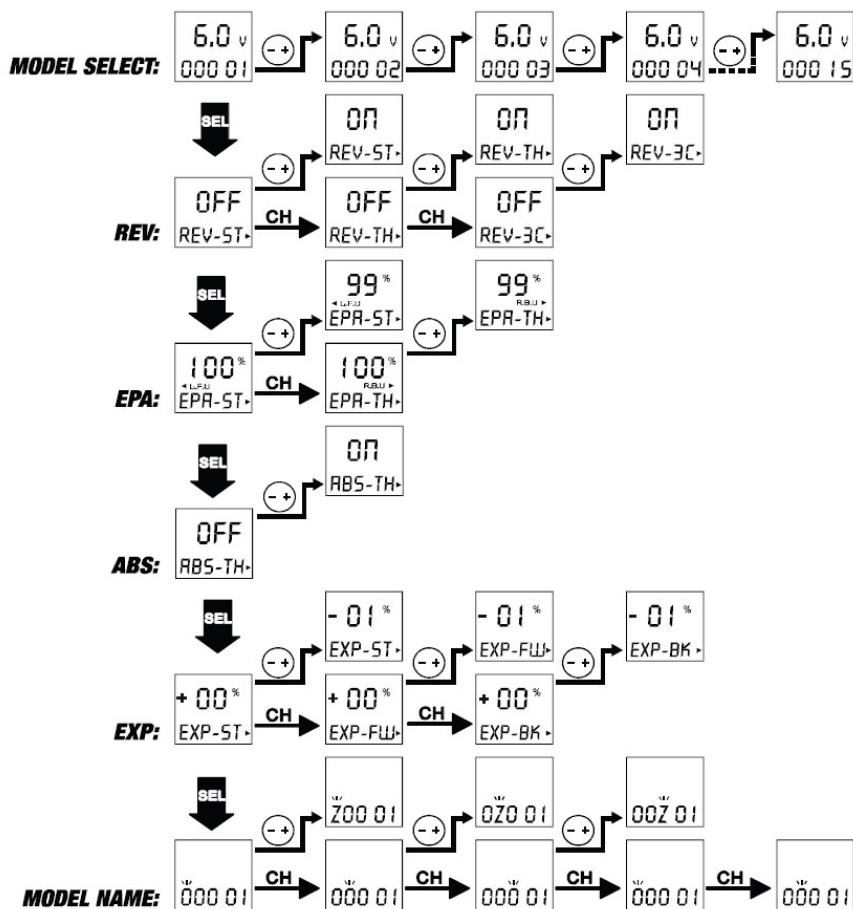 6.0 v 6.0 v 6.0 v 6.0 v 6.0 v
MODEL SELECT: 000 01 - + 000 02 - + 000 03 - + 000 04 - + 000 15
SEL
ON ON ON
- + REV-ST - + REV-TH - + REV-3C
OFF CH OFF CH OFF
REV: REV-ST REV-TH REV-3C
SEL
99 % 99 %
L.F.U R.B.U
- + EPA-ST - + EPA-TH
100 % CH 100 %
L.F.U R.B.U
EPA: EPA-ST EPA-TH
SEL
ON
- + ABS-TH
OFF
ABS: ABS-TH
SEL
- 01 % - 01 % - 01 %
- + EXP-ST - + EXP-FW - + EXP-BK
+ 00 % CH + 00 % CH + 00 %
EXP: EXP-ST EXP-FW EXP-BK
SEL
- + Z00 01 - + 0Z0 01 - + 00Z 01
MODEL NAME: 000 01 CH 000 01 CH 000 01 CH 000 01 CH 000 01